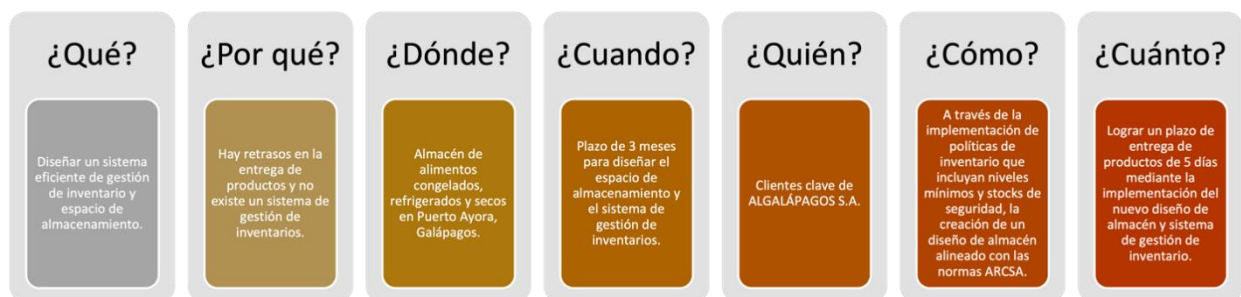 ¿Qué?
Diseñar un sistema
eficiente de gestión
de inventario y
espacio de
almacenamiento.
¿Por qué?
Hay retrasos en la
entrega de
productos y no
existe un sistema de
gestión de
inventarios.
¿Dónde?
Almacén de
alimentos
congelados,
refrigerados y secos
en Puerto Ayora,
Galápagos.
¿Cuando?
Plazo de 3 meses
para diseñar el
espacio de
almacenamiento y
el sistema de
gestión de
inventarios.
¿Quién?
Clientes clave de
ALGALÁPAGOS S.A.
¿Cómo?
A través de la
implementación de
políticas de
inventario que
incluyan niveles
mínimos y stocks de
seguridad, la
creación de un
diseño de almacén
alineado con las
normas ARCSA.
¿Cuánto?
Lograr un plazo de
entrega de
productos de 5 días
mediante la
implementación del
nuevo diseño de
almacén y sistema
de gestión de
inventario.